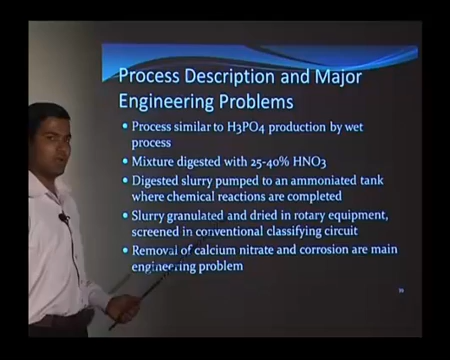 Process Description and Major
Engineering Problems
Process similar to H3PO4 production by wet
process
Mixture digested with 25-40% HNO3
Digested slurry pumped to an ammoniated tank
where chemical reactions are completed
Slurry granulated and dried in rotary equipment,
screened in conventional classifying circuit
Removal of calcium nitrate and corrosion are main
engineering problem